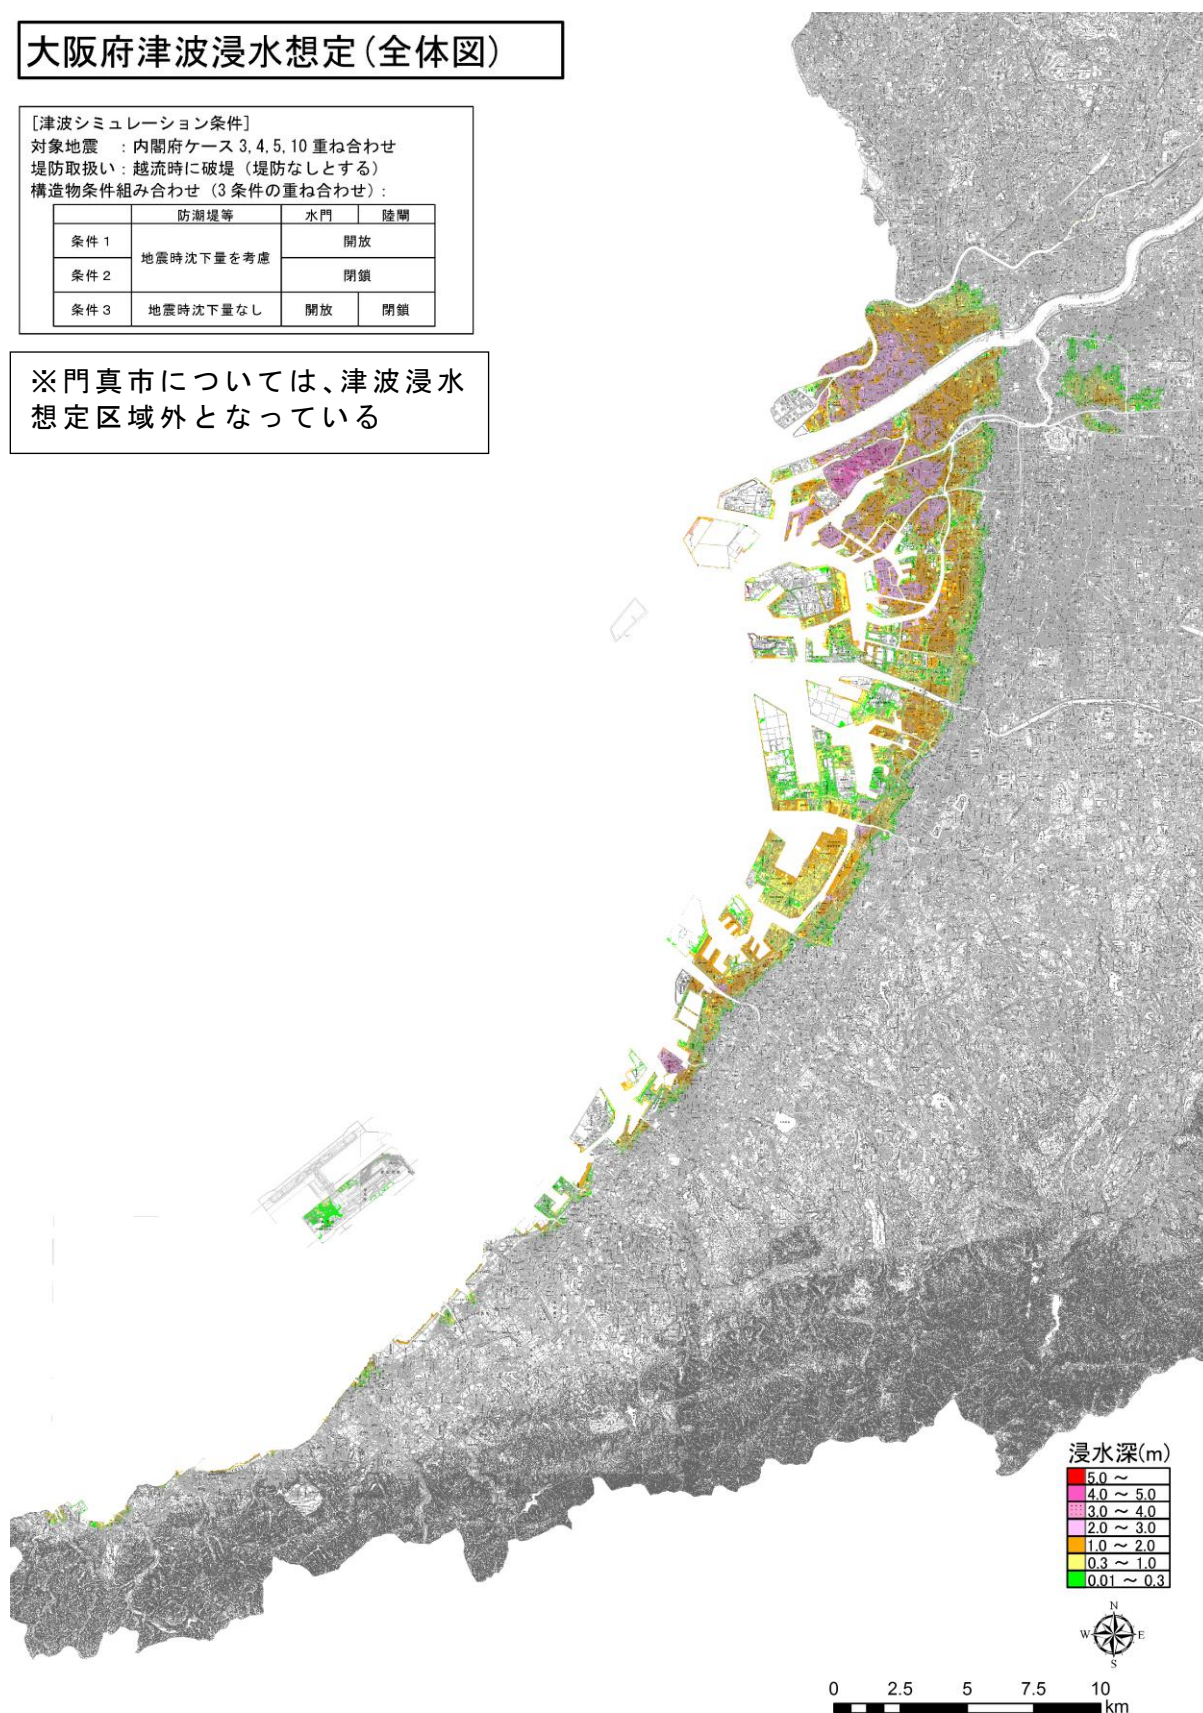 大阪府津波浸水想定(全体図)
[津波シミュレーション条件]
対象地震　：内閣府ケース 3, 4, 5, 10 重ね合わせ
堤防取扱い：越流時に破堤（堤防なしとする）
構造物条件組み合わせ（3 条件の重ね合わせ）：
防潮堤等 水門 陸閘
条件 1 地震時沈下量を考慮 開放
条件 2 閉鎖
条件 3 地震時沈下量なし 開放 閉鎖
※門真市については、津波浸水
想定区域外となっている
浸水深(m)
5.0 ～
4.0 ～ 5.0
3.0 ～ 4.0
2.0 ～ 3.0
1.0 ～ 2.0
0.3 ～ 1.0
0.01 ～ 0.3
N
W E
S
0 2.5 5 7.5 10
km